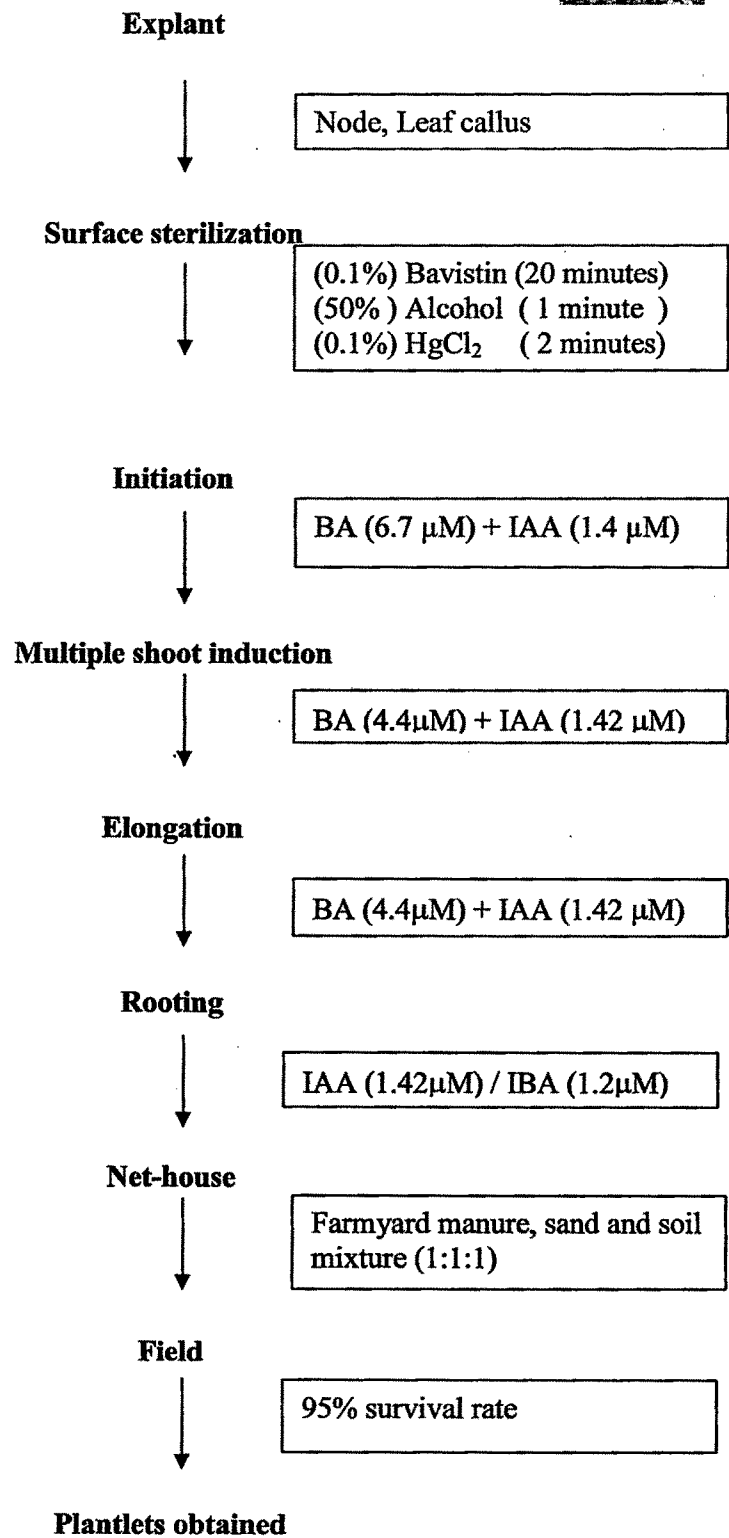 Explant
Node, Leaf callus
Surface sterilization
(0.1%) Bavistin (20 minutes)
(50% ) Alcohol ( 1 minute )
(0.1%) HgCl₂ ( 2 minutes)
Initiation
BA (6.7 µM) + IAA (1.4 µM)
Multiple shoot induction
BA (4.4µM) + IAA (1.42 µM)
Elongation
BA (4.4µM) + IAA (1.42 µM)
Rooting
IAA (1.42µM) / IBA (1.2µM)
Net-house
Farmyard manure, sand and soil
mixture (1:1:1)
Field
95% survival rate
Plantlets obtained